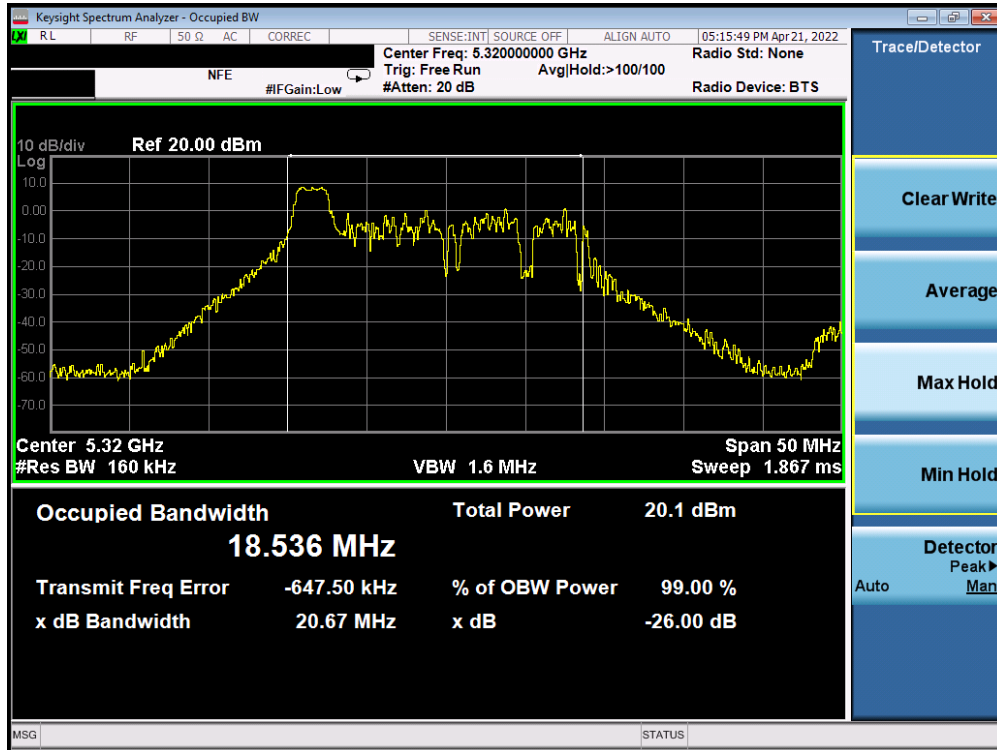 Keysight Spectrum Analyzer - Occupied BW
LXI RL RF 50 Ω AC CORREC SENSE:INT SOURCE OFF ALIGN AUTO 05:15:49 PM Apr 21, 2022
Center Freq: 5.320000000 GHz Radio Std: None
NFE Trig: Free Run Avg|Hold:>100/100
#IFGain:Low #Atten: 20 dB Radio Device: BTS
Trace/Detector
10 dB/div Ref 20.00 dBm
Log
10.0
0.00
-10.0
-20.0
-30.0
-40.0
-50.0
-60.0
-70.0
Center 5.32 GHz Span 50 MHz
#Res BW 160 kHz VBW 1.6 MHz Sweep 1.867 ms
Occupied Bandwidth Total Power 20.1 dBm
18.536 MHz
Transmit Freq Error -647.50 kHz % of OBW Power 99.00 %
x dB Bandwidth 20.67 MHz x dB -26.00 dB
Clear Write
Average
Max Hold
Min Hold
Detector
Peak▶
Auto Man
MSG STATUS